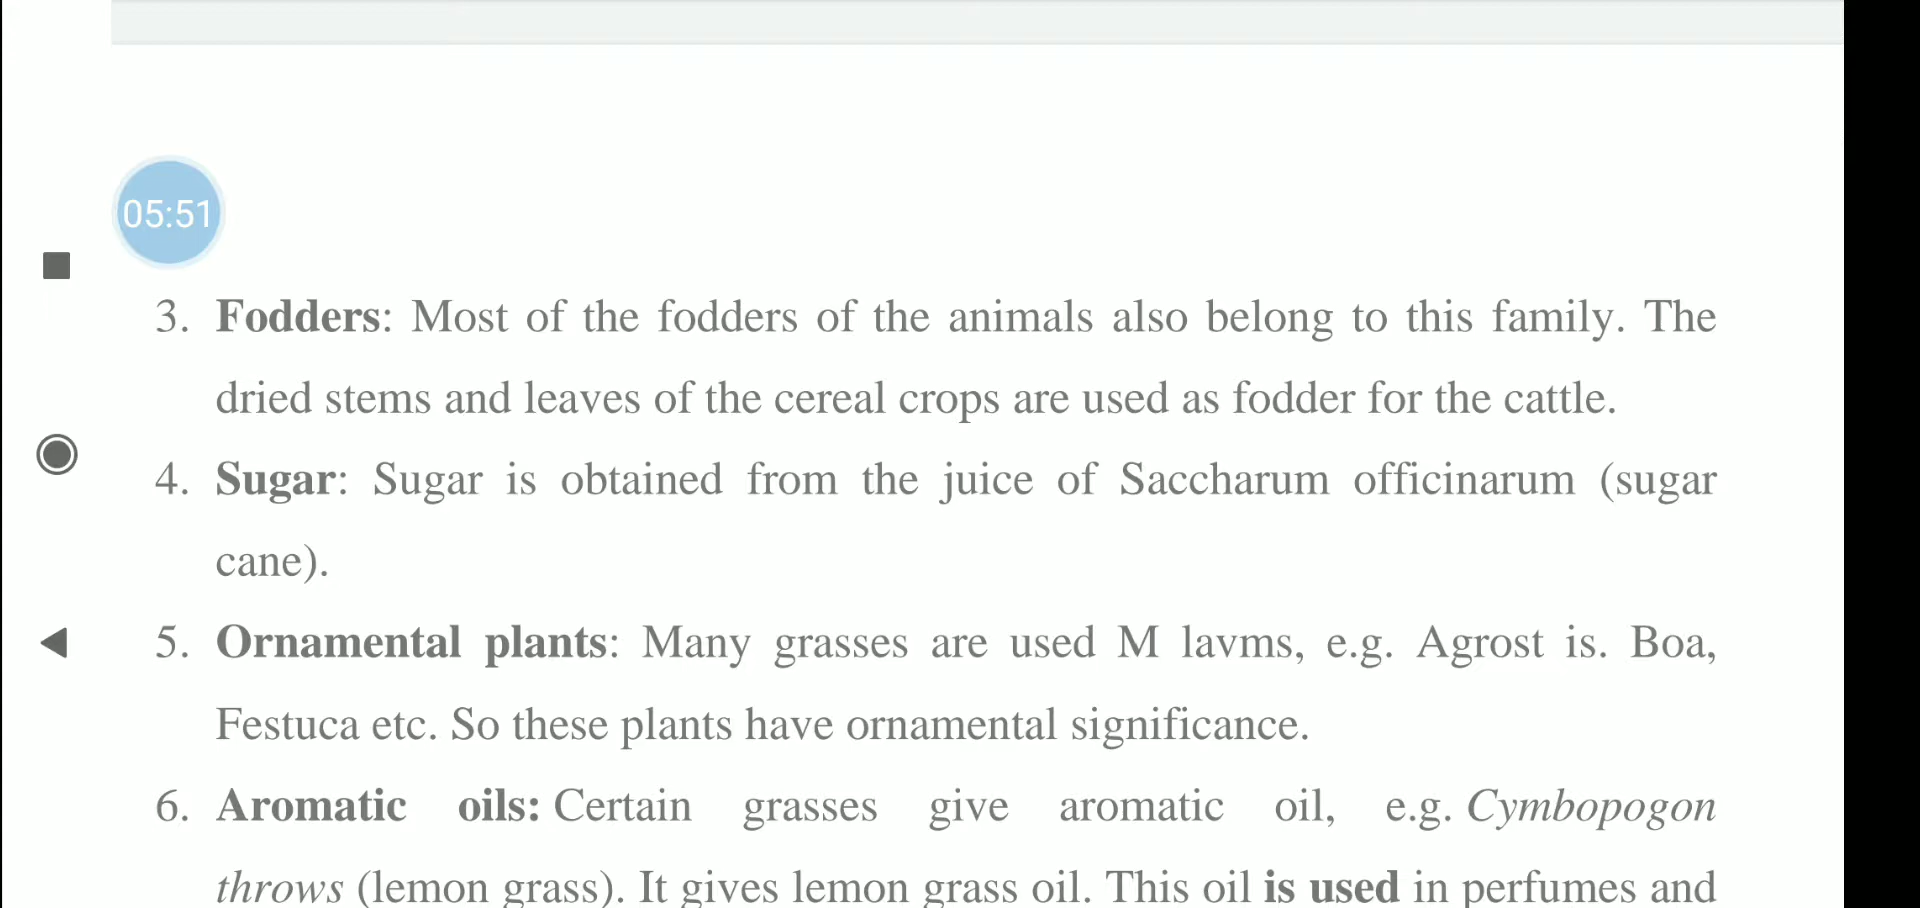 05:51
3. Fodders: Most of the fodders of the animals also belong to this family. The
dried stems and leaves of the cereal crops are used as fodder for the cattle.
4. Sugar: Sugar is obtained from the juice of Saccharum officinarum (sugar
cane).
5. Ornamental plants: Many grasses are used M lavms, e.g. Agrost is. Boa,
Festuca etc. So these plants have ornamental significance.
6. Aromatic oils: Certain grasses give aromatic oil, e.g. Cymbopogon
throws (lemon grass). It gives lemon grass oil. This oil is used in perfumes and